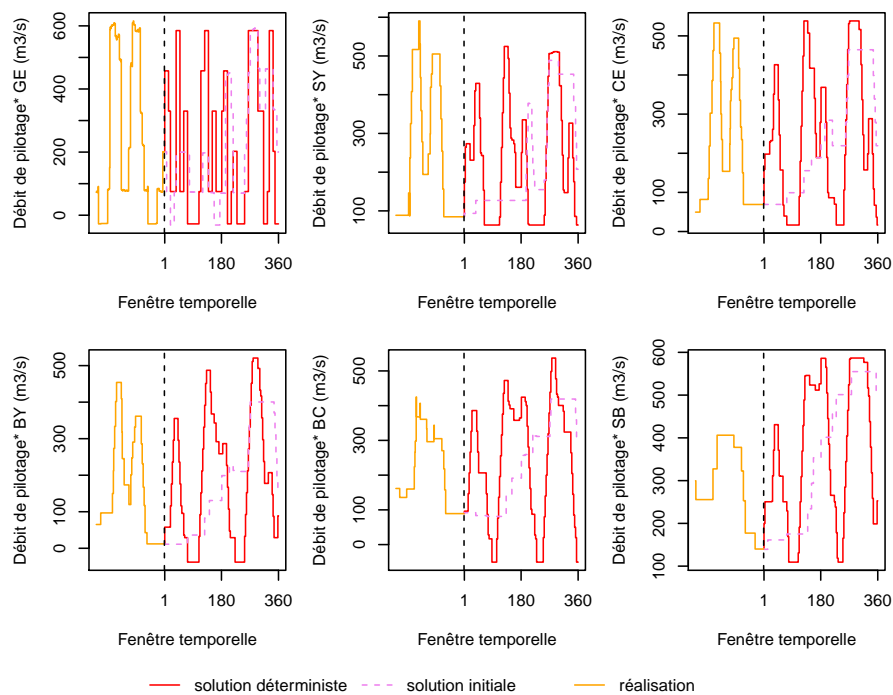 Débit de pilotage* GE (m3/s)
0
200
400
600
1
180
360
Fenêtre temporelle
Débit de pilotage* SY (m3/s)
100
300
500
1
180
360
Fenêtre temporelle
Débit de pilotage* CE (m3/s)
0
100
300
500
1
180
360
Fenêtre temporelle
Débit de pilotage* BY (m3/s)
0
100
300
500
1
180
360
Fenêtre temporelle
Débit de pilotage* BC (m3/s)
0
100
300
500
1
180
360
Fenêtre temporelle
Débit de pilotage* SB (m3/s)
100
200
300
400
500
600
1
180
360
Fenêtre temporelle
solution déterministe
solution initiale
réalisation